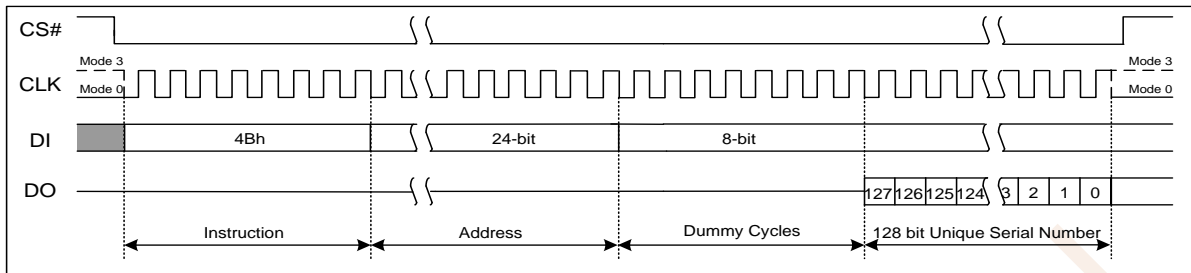 CS#
Mode 3
Mode 3
CLK
Mode 0
Mode 0
DI
4Bh
24-bit
8-bit
DO
127 126 125 124 3 2 1 0
Instruction
Address
Dummy Cycles
128 bit Unique Serial Number